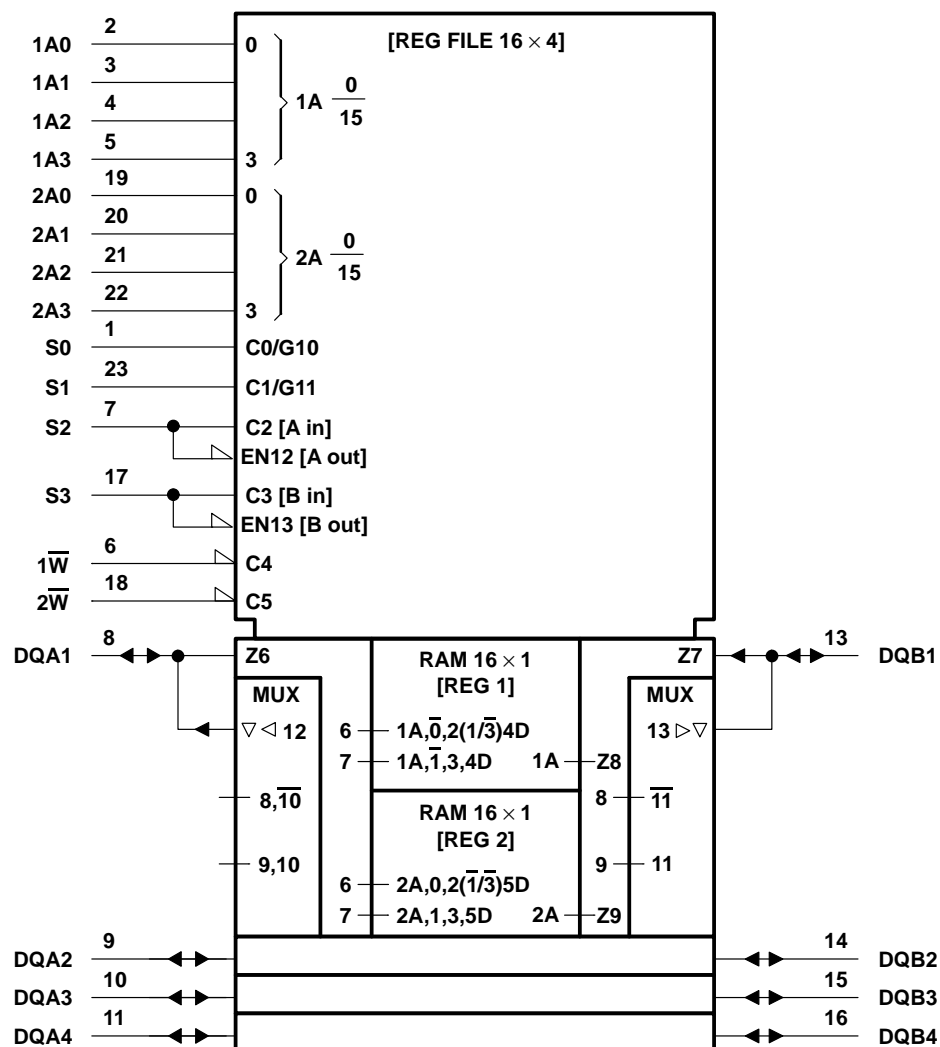 [REG FILE 16 × 4]
1A0 2 0
1A1 3
1A2 4
1A3 5 3
1A 0/15
2A0 19 0
2A1 20
2A2 21
2A3 22 3
2A 0/15
S0 1 C0/G10
S1 23 C1/G11
S2 7 C2 [A in]
EN12 [A out]
S3 17 C3 [B in]
EN13 [B out]
1W̅ 6 C4
2W̅ 18 C5
DQA1 8 Z6
Z7 13 DQB1
RAM 16 × 1
[REG 1]
MUX
MUX
12
13
6 1A,0̅,2(1/3̅)4D
7 1A,1̅,3,4D 1A Z8
8,1̅0̅
8 1̅1̅
RAM 16 × 1
[REG 2]
9,10
9 11
6 2A,0,2(1̅/3̅)5D
7 2A,1,3,5D 2A Z9
DQA2 9 14 DQB2
DQA3 10 15 DQB3
DQA4 11 16 DQB4